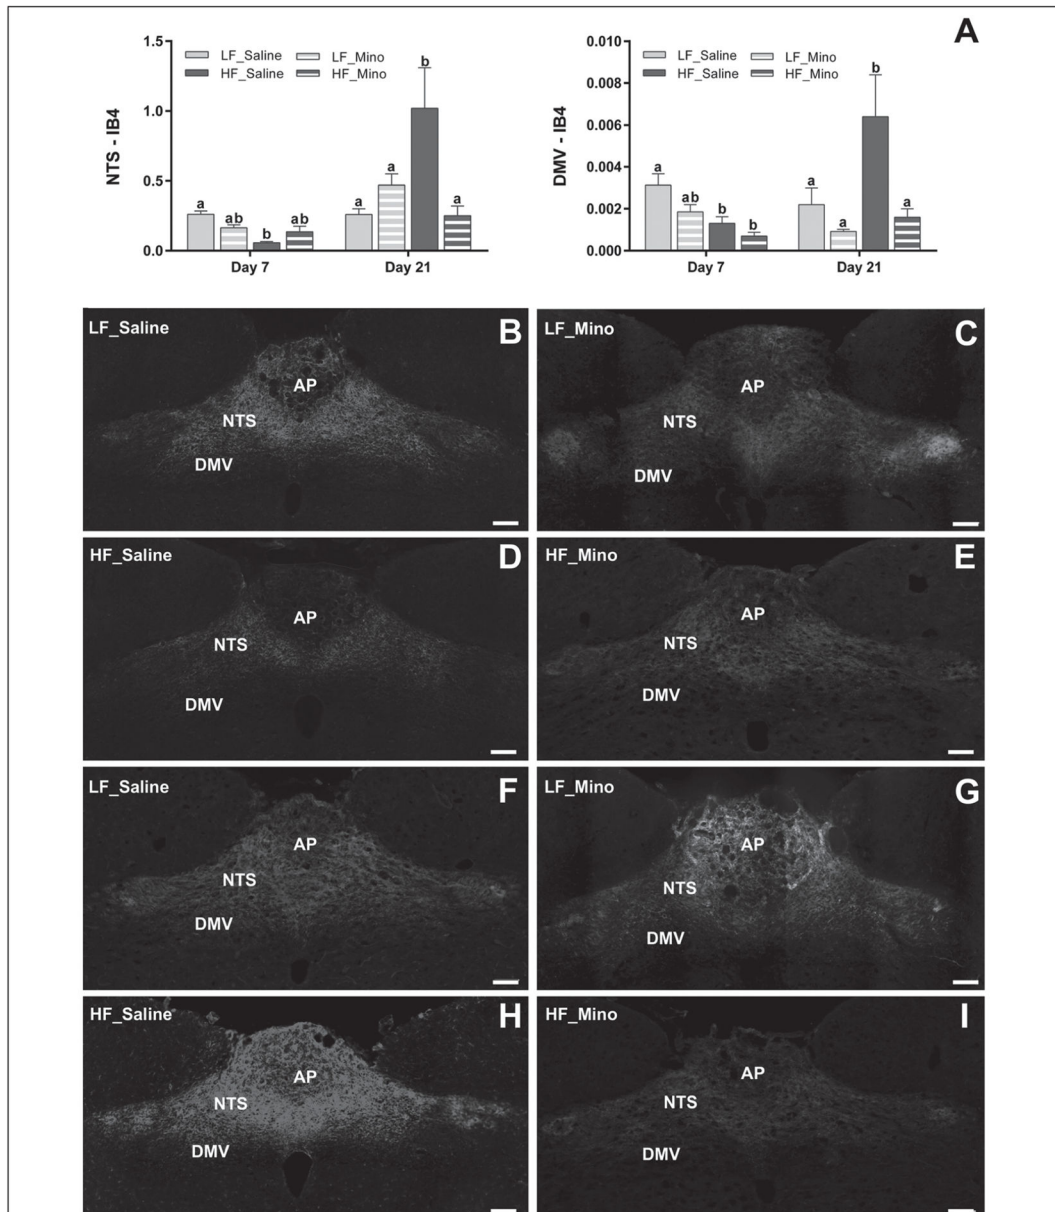 A
1.5
1.0
0.5
0.0
NTS - IB4
LF_Saline LF_Mino
HF_Saline HF_Mino
a ab b ab
a a b a
Day 7 Day 21
0.010
0.008
0.006
0.004
0.002
0.000
DMV - IB4
LF_Saline LF_Mino
HF_Saline HF_Mino
a ab b b
a a b a
Day 7 Day 21
LF_Saline B
AP
NTS
DMV
LF_Mino C
AP
NTS
DMV
HF_Saline D
AP
NTS
DMV
HF_Mino E
AP
NTS
DMV
LF_Saline F
AP
NTS
DMV
LF_Mino G
AP
NTS
DMV
HF_Saline H
AP
NTS
DMV
HF_Mino I
AP
NTS
DMV